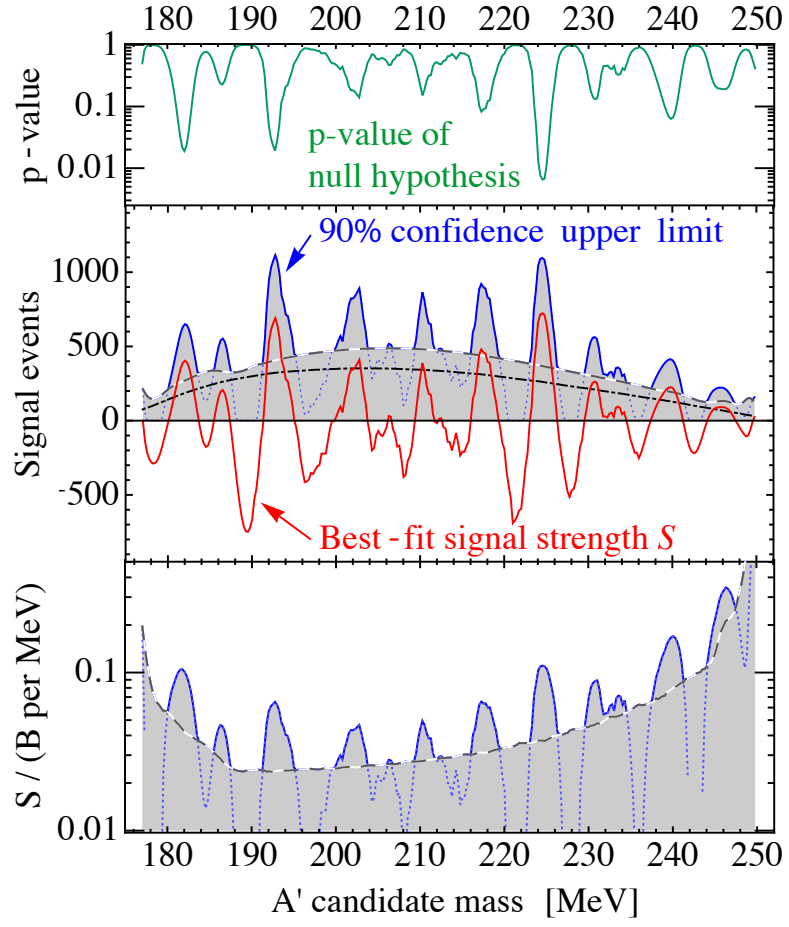 180 190 200 210 220 230 240 250
1
0.1
0.01
p - value
p-value of
null hypothesis
90% confidence upper limit
1000
500
0
-500
Signal events
Best - fit signal strength S
0.1
0.01
S / (B per MeV)
180 190 200 210 220 230 240 250
A' candidate mass [MeV]